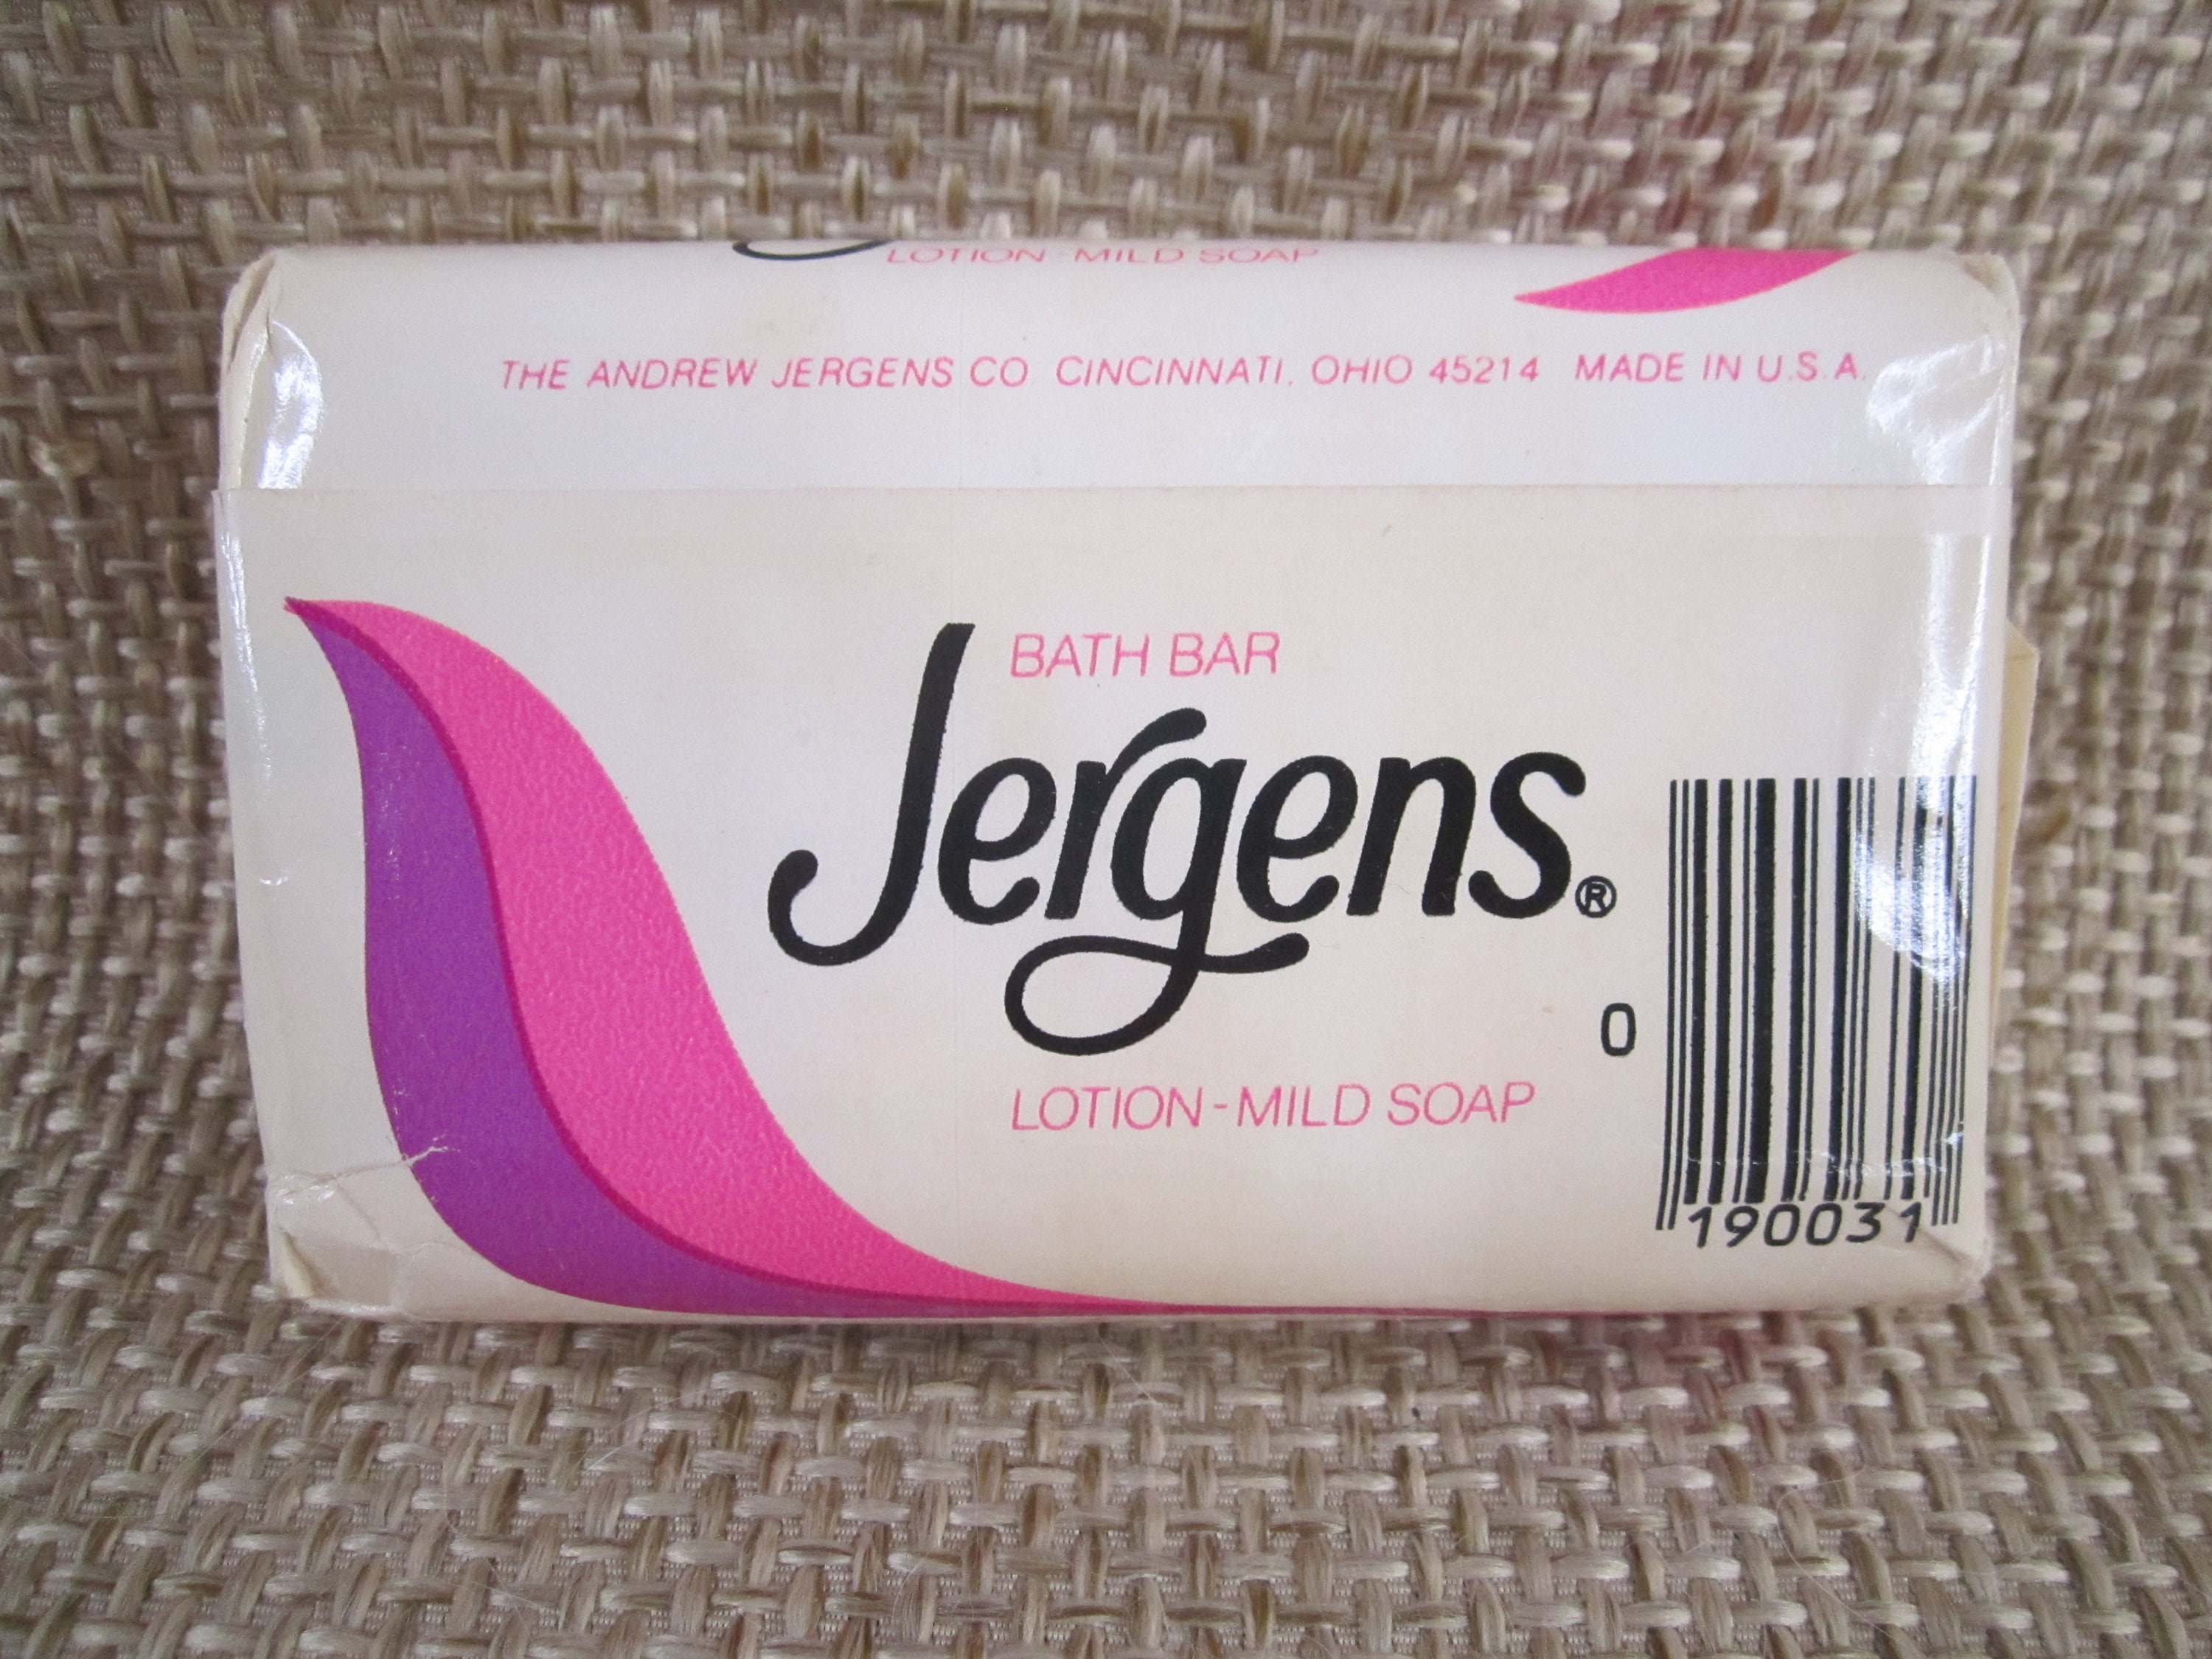 LOTION-MILD SOAP
THE ANDREW JERGENS CO CINCINNATI, OHIO 45214 MADE IN U.S.A.
BATH BAR
Jergens®
LOTION-MILD SOAP
0
190031